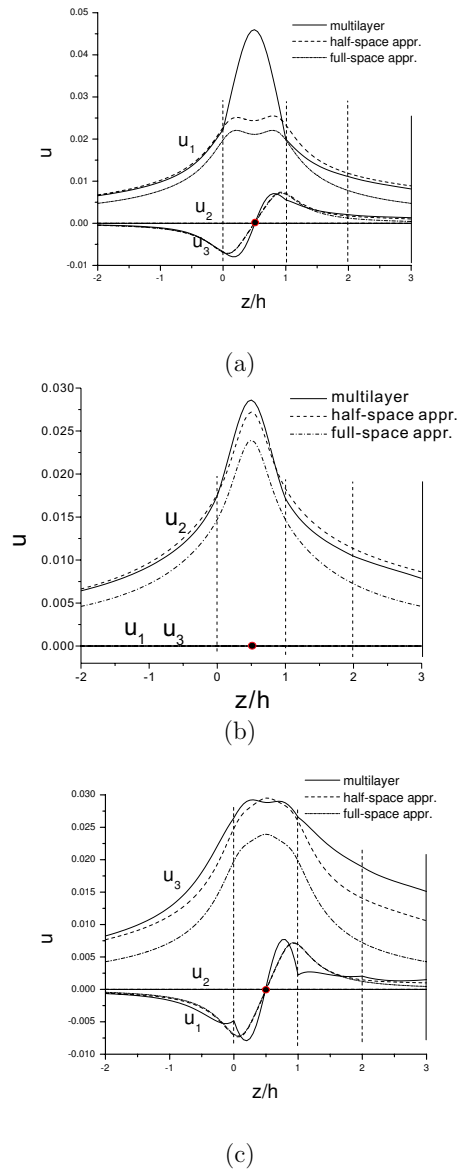 0.05
multilayer
half-space appr.
full-space appr.
0.04
0.03
u
u1
0.02
0.01
u2
0.00
u3
-0.01
-2 -1 0 1 2 3
z/h
(a)
0.030
multilayer
half-space appr.
full-space appr.
0.025
0.020
u2
u
0.015
0.010
0.005
u1 u3
0.000
-2 -1 0 1 2 3
z/h
(b)
0.030
multilayer
half-space appr.
full-space appr.
0.025
0.020
u3
0.015
u
0.010
0.005
u2
0.000
u1
-0.005
-0.010
-2 -1 0 1 2 3
z/h
(c)